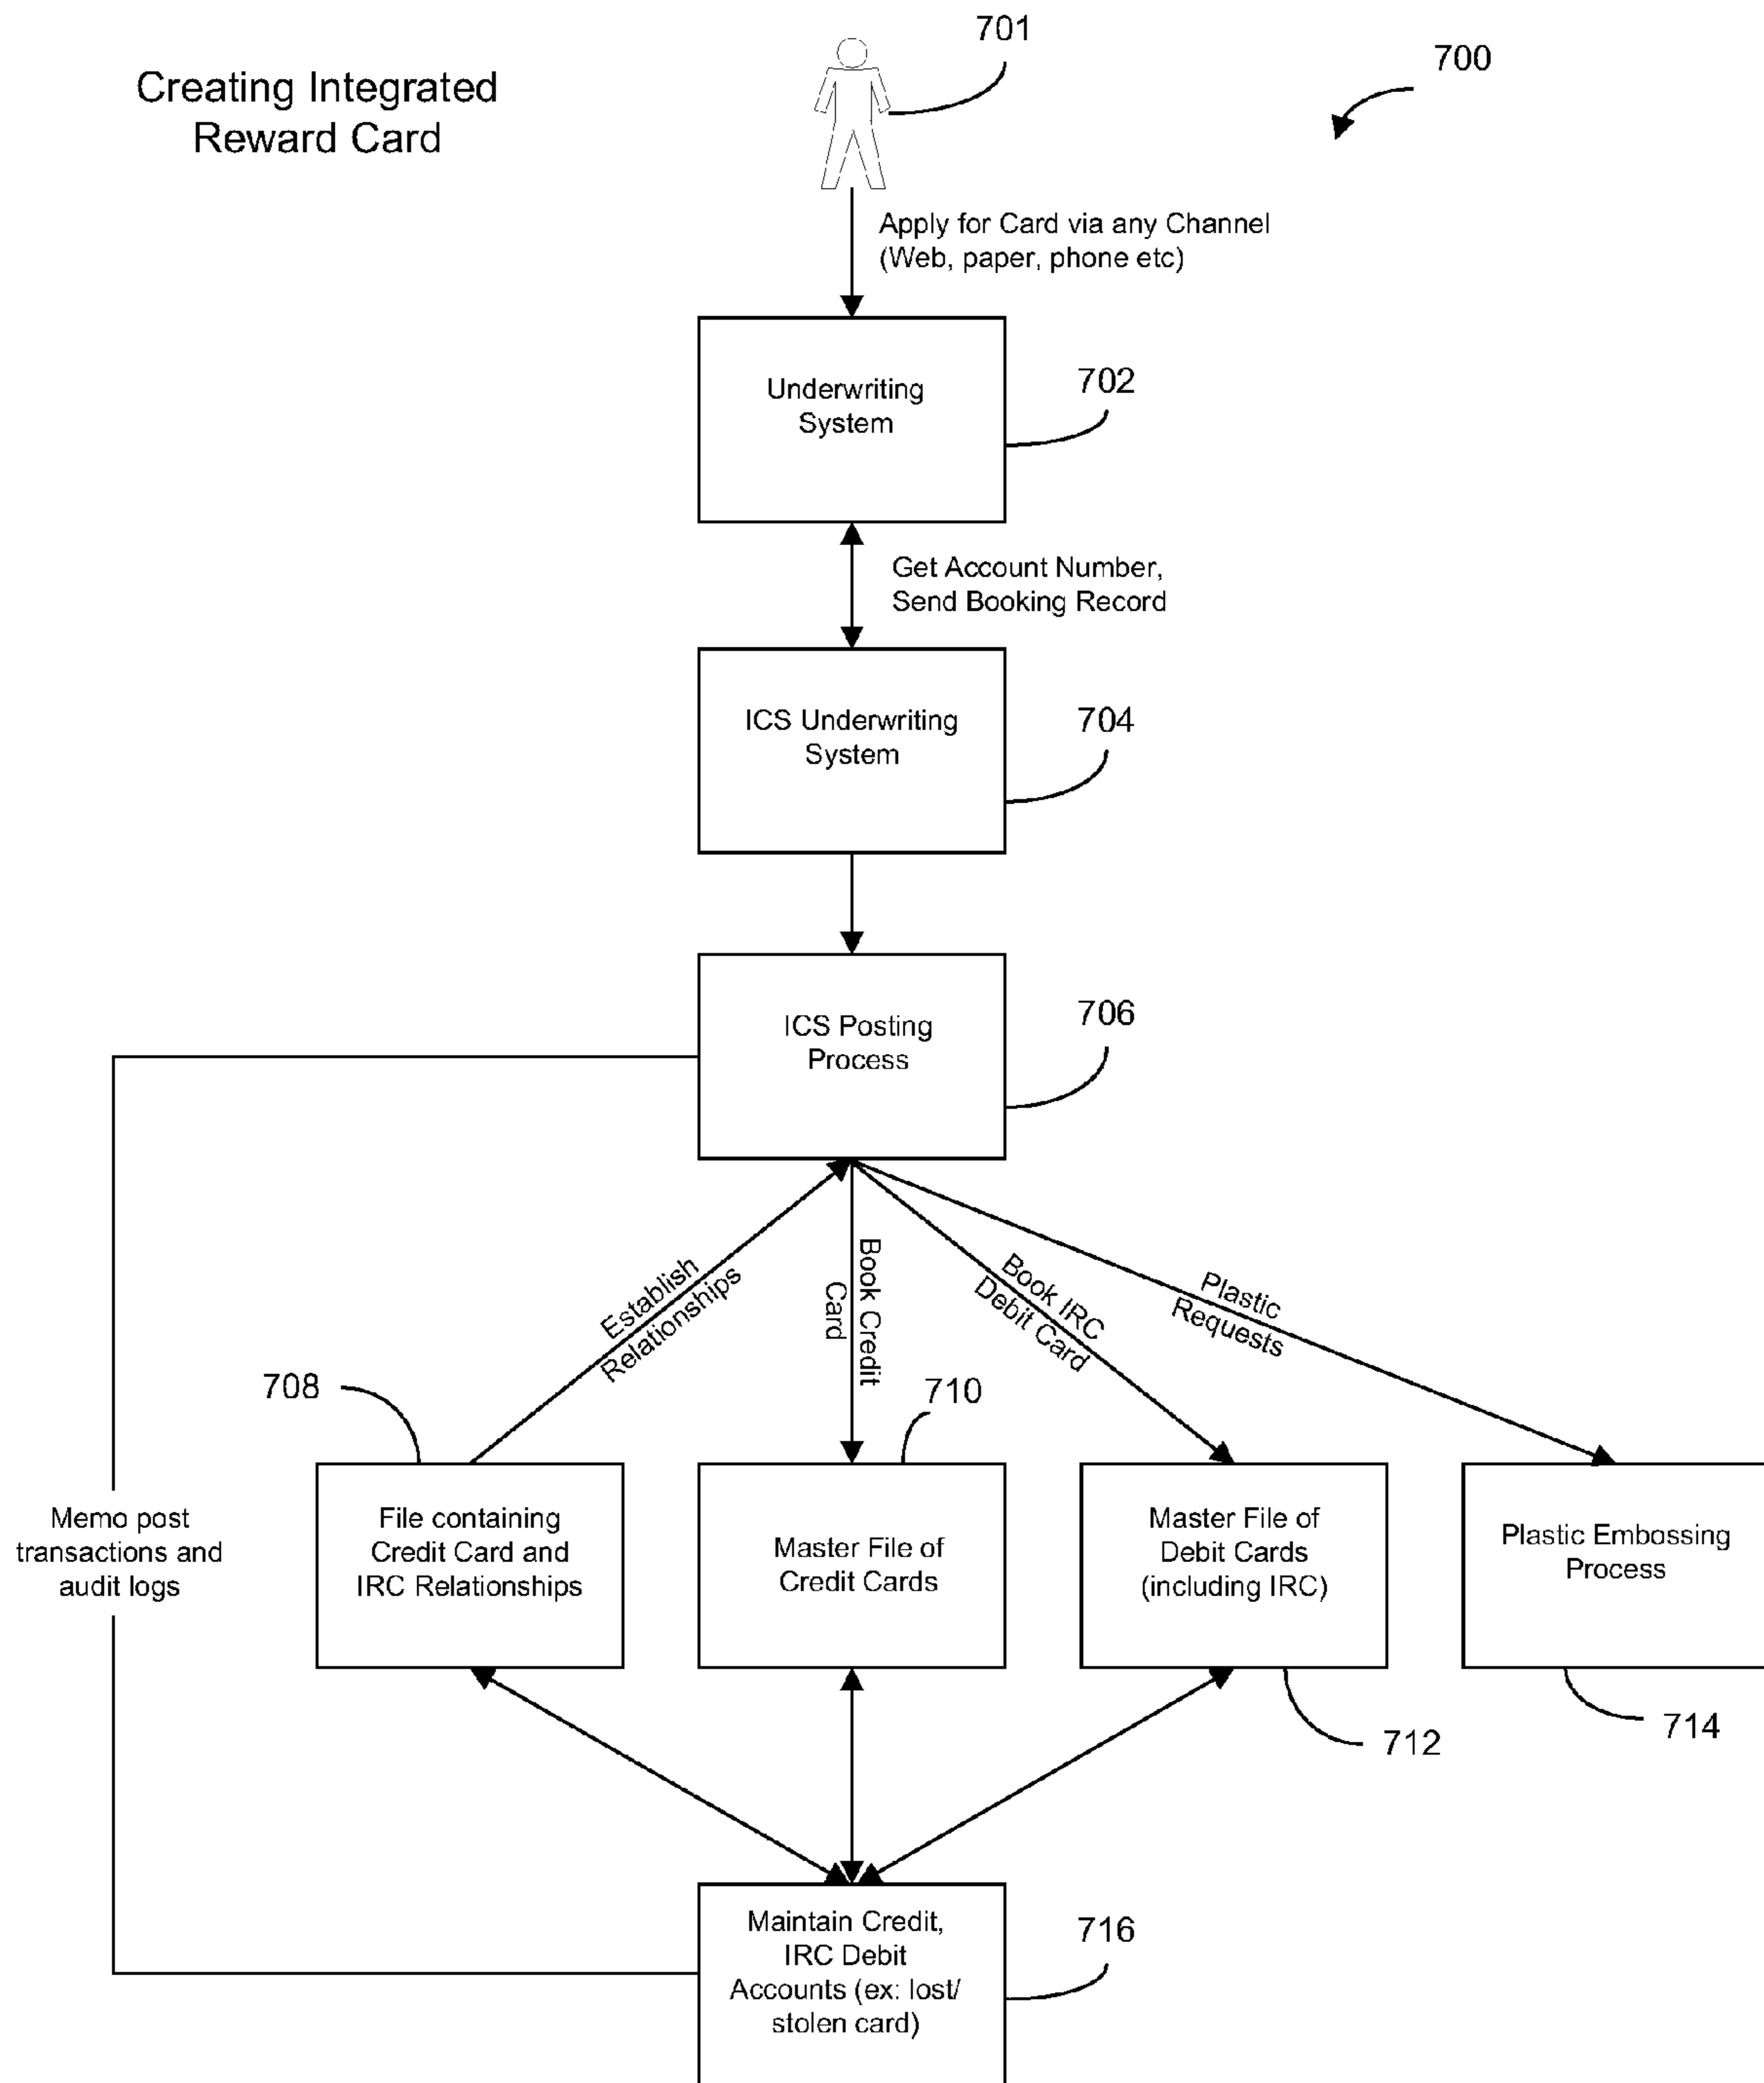 Creating Integrated
Reward Card
701
700
Apply for Card via any Channel
(Web, paper, phone etc)
Underwriting
System
702
Get Account Number,
Send Booking Record
ICS Underwriting
System
704
ICS Posting
Process
706
Establish
Relationships
Book Credit
Card
Book IRC
Debit Card
Plastic
Requests
708
710
Memo post
transactions and
audit logs
File containing
Credit Card and
IRC Relationships
Master File of
Credit Cards
Master File of
Debit Cards
(including IRC)
Plastic Embossing
Process
712
714
Maintain Credit,
IRC Debit
Accounts (ex: lost/
stolen card)
716